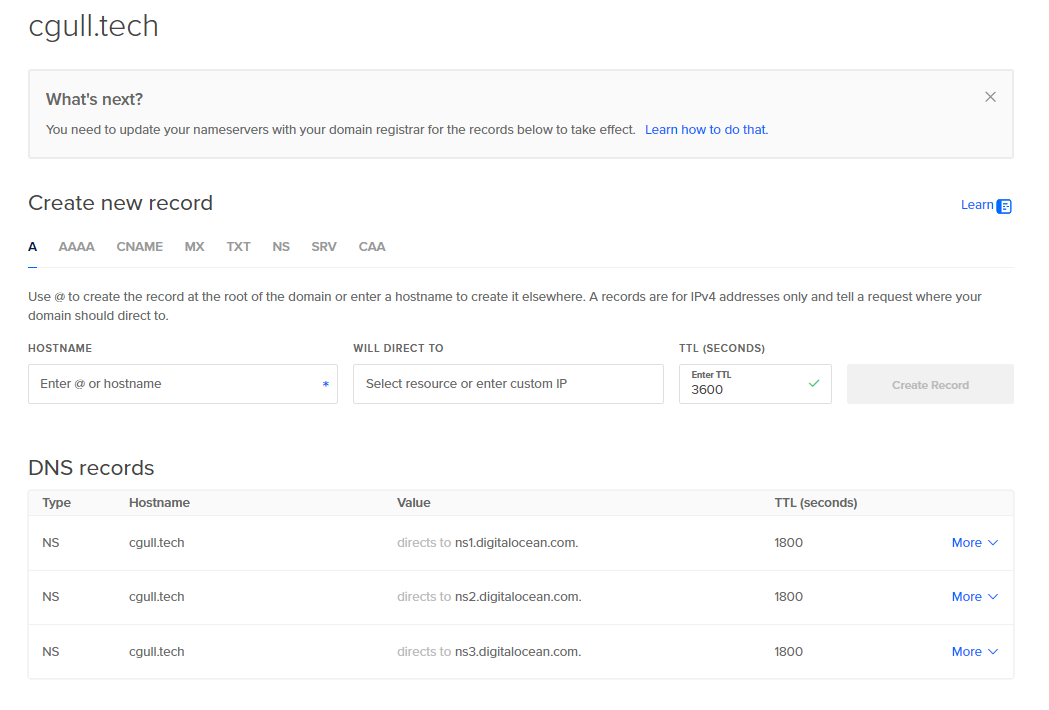 cgull.tech
What's next?
You need to update your nameservers with your domain registrar for the records below to take effect. Learn how to do that.
Create new record
Learn
A AAAA CNAME MX TXT NS SRV CAA
Use @ to create the record at the root of the domain or enter a hostname to create it elsewhere. A records are for IPv4 addresses only and tell a request where your
domain should direct to.
HOSTNAME WILL DIRECT TO TTL (SECONDS)
Enter @ or hostname * Select resource or enter custom IP Enter TTL
3600 Create Record
DNS records
Type Hostname Value TTL (seconds)
NS cgull.tech directs to ns1.digitalocean.com. 1800 More
NS cgull.tech directs to ns2.digitalocean.com. 1800 More
NS cgull.tech directs to ns3.digitalocean.com. 1800 More